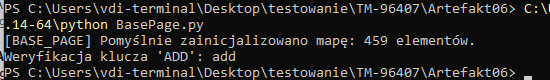 PS C:\Users\vdi-terminal\Desktop\testowanie\TM-96407\Artefakt06> C:\
.14-64\python BasePage.py
[BASE_PAGE] Pomyślnie zainicjalizowano mapę: 459 elementów.
Weryfikacja klucza 'ADD': add
PS C:\Users\vdi-terminal\Desktop\testowanie\TM-96407\Artefakt06>